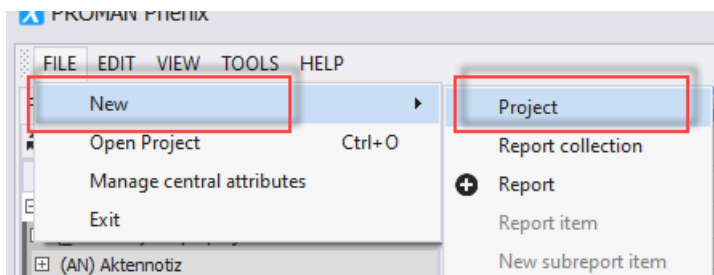 PROMAN Phenix
FILE EDIT VIEW TOOLS HELP
New Project
Open Project Ctrl+O Report collection
Manage central attributes Report
Exit Report item
(AN) Aktennotiz New subreport item